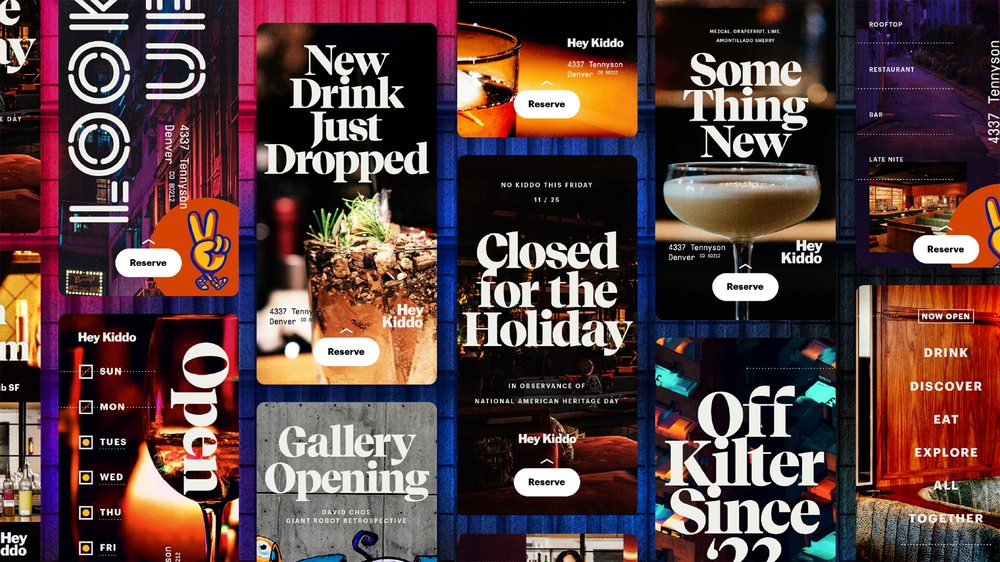 LOOK
4337 Tennyson
Denver CO 80212
Reserve
Hey Kiddo
Open
SUN
MON
TUES
WED
THU
FRI
New
Drink
Just
Dropped
4337 Tennyson
Denver CO 80212
Hey
Kiddo
Reserve
Gallery
Opening
DAVID CHOE
GIANT ROBOT RETROSPECTIVE
Hey Kiddo
4337 Tennyson
Denver CO 80212
Reserve
NO KIDDO THIS FRIDAY
11 / 25
Closed
for the
Holiday
IN OBSERVANCE OF
NATIONAL AMERICAN HERITAGE DAY
Hey Kiddo
Reserve
MEZCAL, GRAPEFRUIT, LIME,
AMONTILLADO SHERRY
Some
Thing
New
4337 Tennyson
Denver CO 80212
Hey
Kiddo
Reserve
Off
Kilter
Since
‘22
ROOFTOP
RESTAURANT
BAR
LATE NITE
4337 Tennyson
Reserve
NOW OPEN
DRINK
DISCOVER
EAT
EXPLORE
ALL
TOGETHER
Hey
Kiddo